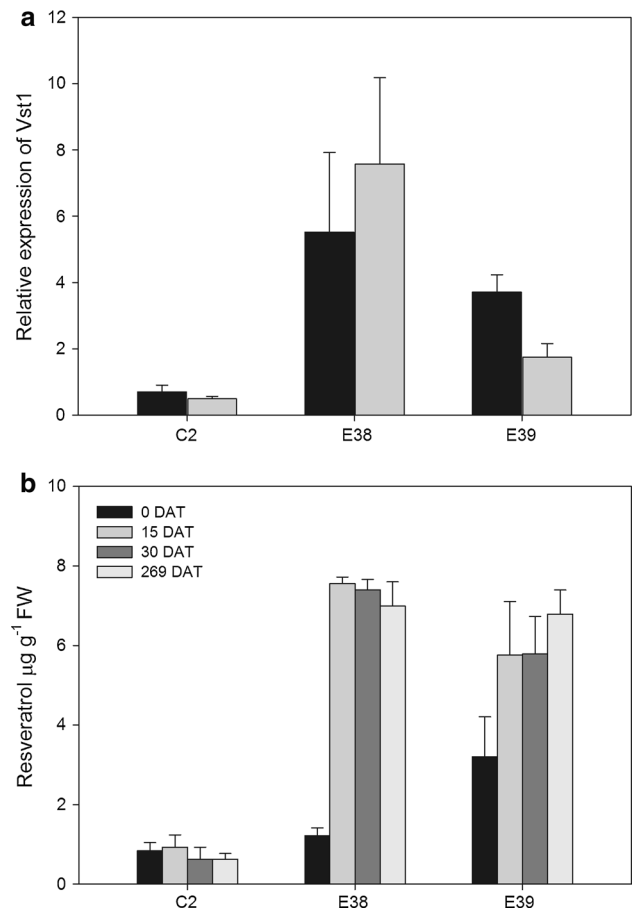 a
Relative expression of Vst1
12
10
8
6
4
2
0
C2
E38
E39
b
Resveratrol µg g⁻¹ FW
10
8
6
4
2
0
0 DAT
15 DAT
30 DAT
269 DAT
C2
E38
E39